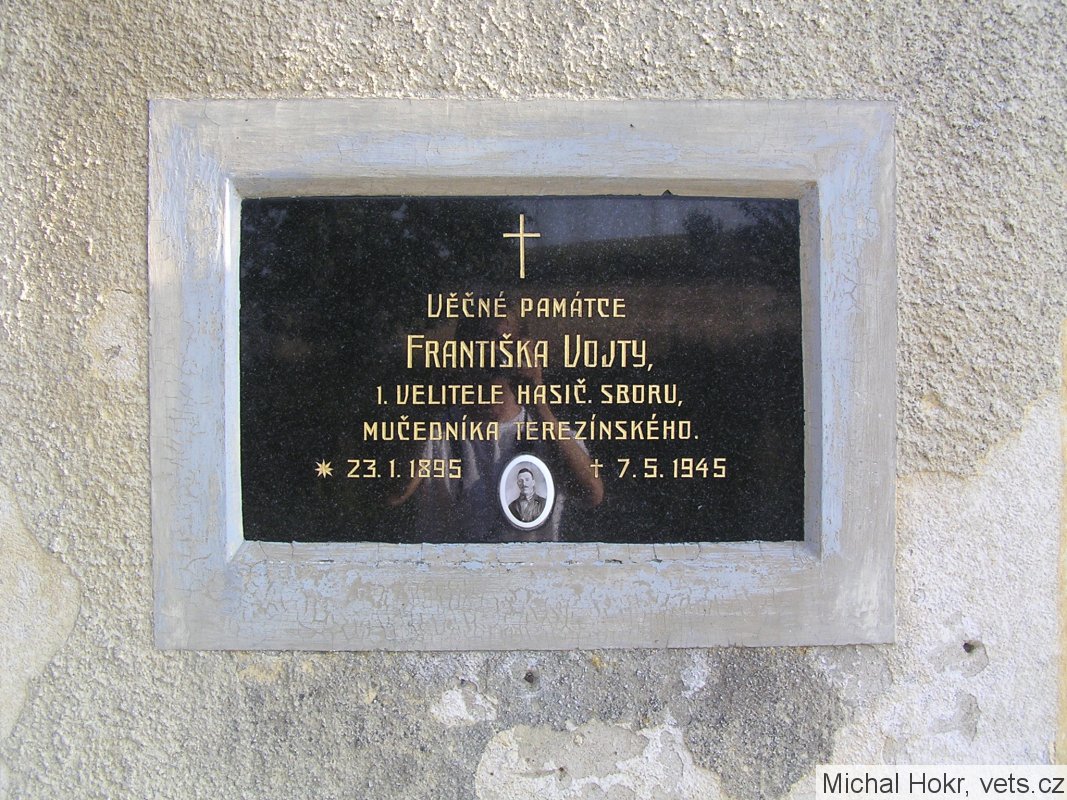 VĚČNÉ PAMÁTCE
FRANTIŠKA VOJTY,
1. VELITELE HASIČ. SBORU,
MUČEDNÍKA TEREZÍNSKÉHO.
✴ 23. 1. 1895 † 7. 5. 1945
Michal Hokr, vets.cz